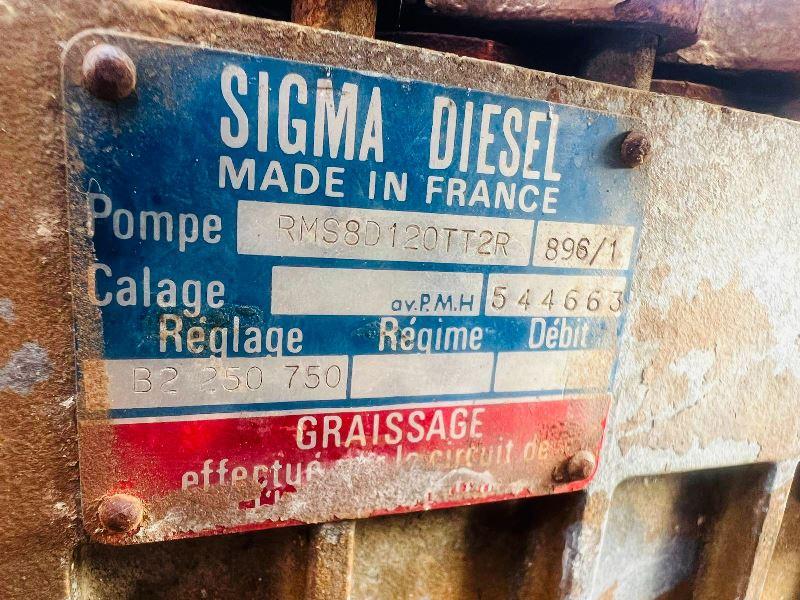 SIGMA DIESEL
MADE IN FRANCE
Pompe RMS8D120TT2R 896/1
Calage av.P.M.H 544663
Réglage Régime Débit
B2 250 750
GRAISSAGE
effectué circuit de